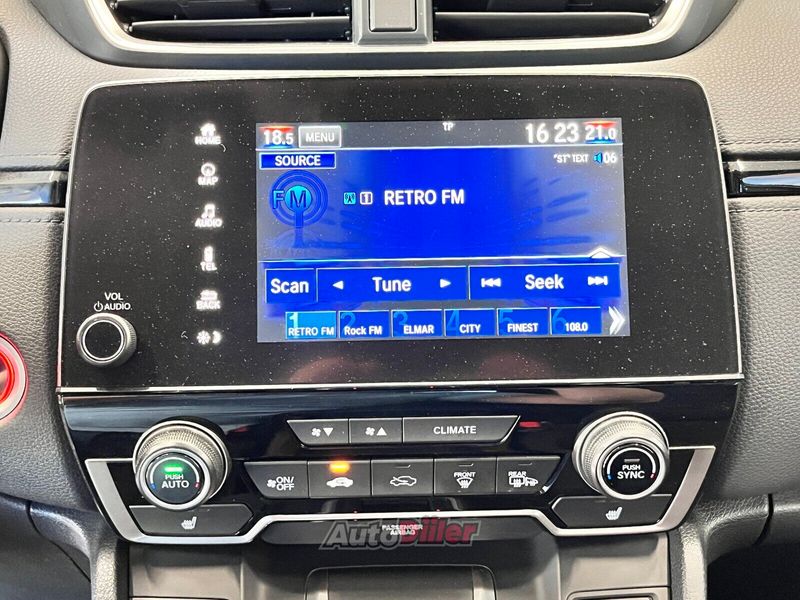 HOME
MAP
AUDIO
TEL
BACK
VOL
AUDIO
18.5 MENU TP 16 23 21.0
SOURCE "ST" TEXT 06
FM 1 RETRO FM
Scan Tune Seek
1 2 3 4 5 6
RETRO FM Rock FM ELMAR CITY FINEST 108.0
CLIMATE
PUSH AUTO
ON/OFF
FRONT
REAR
PUSH SYNC
PASSENGER AIRBAG
AutoDiiler